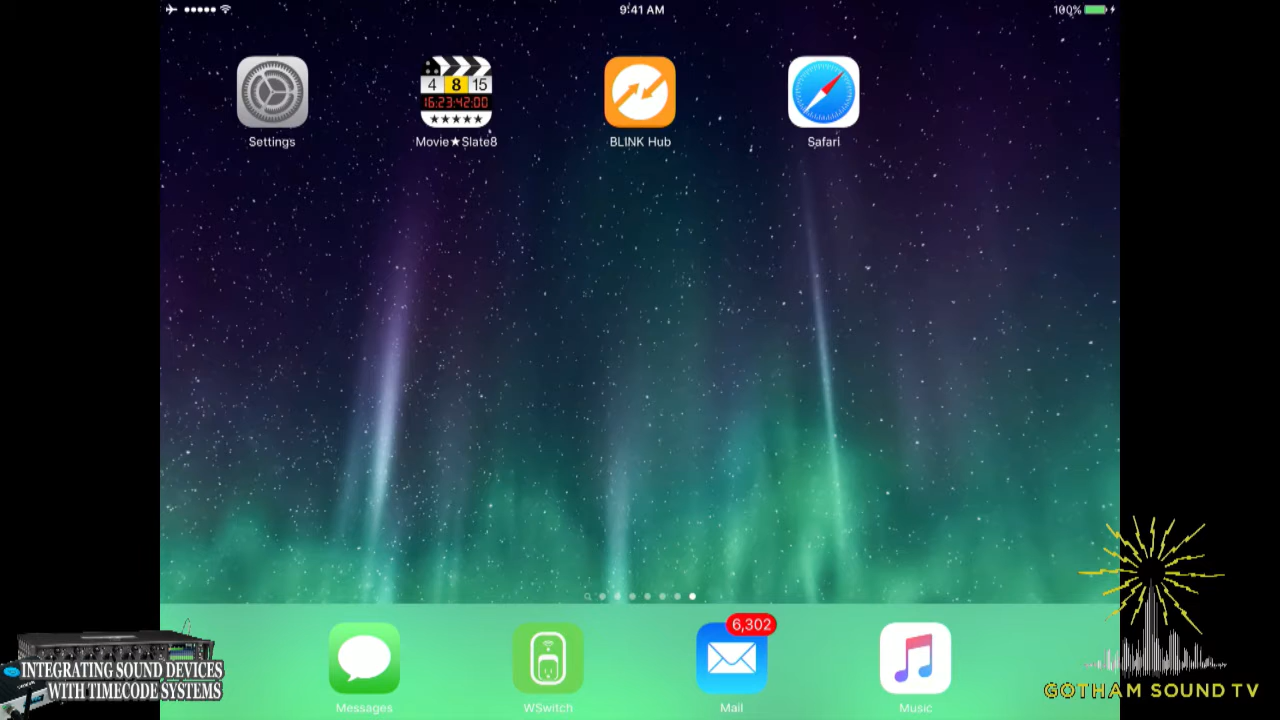 9:41 AM
100%
4 8 15
16:23:42:00
Settings
Movie★Slate8
BLINK Hub
Safari
6,302
Messages
WSwitch
Mail
Music
INTEGRATING SOUND DEVICES
WITH TIMECODE SYSTEMS
GOTHAM SOUND TV